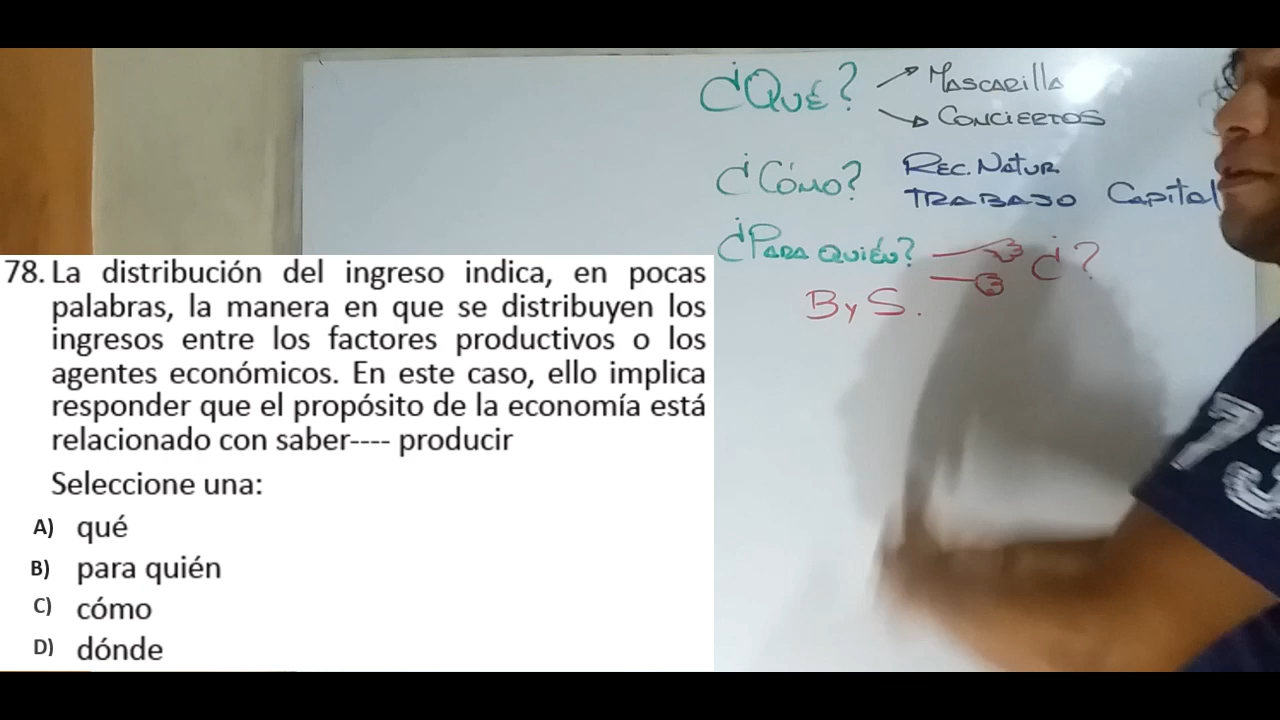 ¿Qué? Mascarilla
Conciertos
¿Cómo? Rec. Natur
Trabajo Capital
¿Para quién? ¿?
B y S.
78. La distribución del ingreso indica, en pocas
palabras, la manera en que se distribuyen los
ingresos entre los factores productivos o los
agentes económicos. En este caso, ello implica
responder que el propósito de la economía está
relacionado con saber---- producir
Seleccione una:
A) qué
B) para quién
C) cómo
D) dónde
73